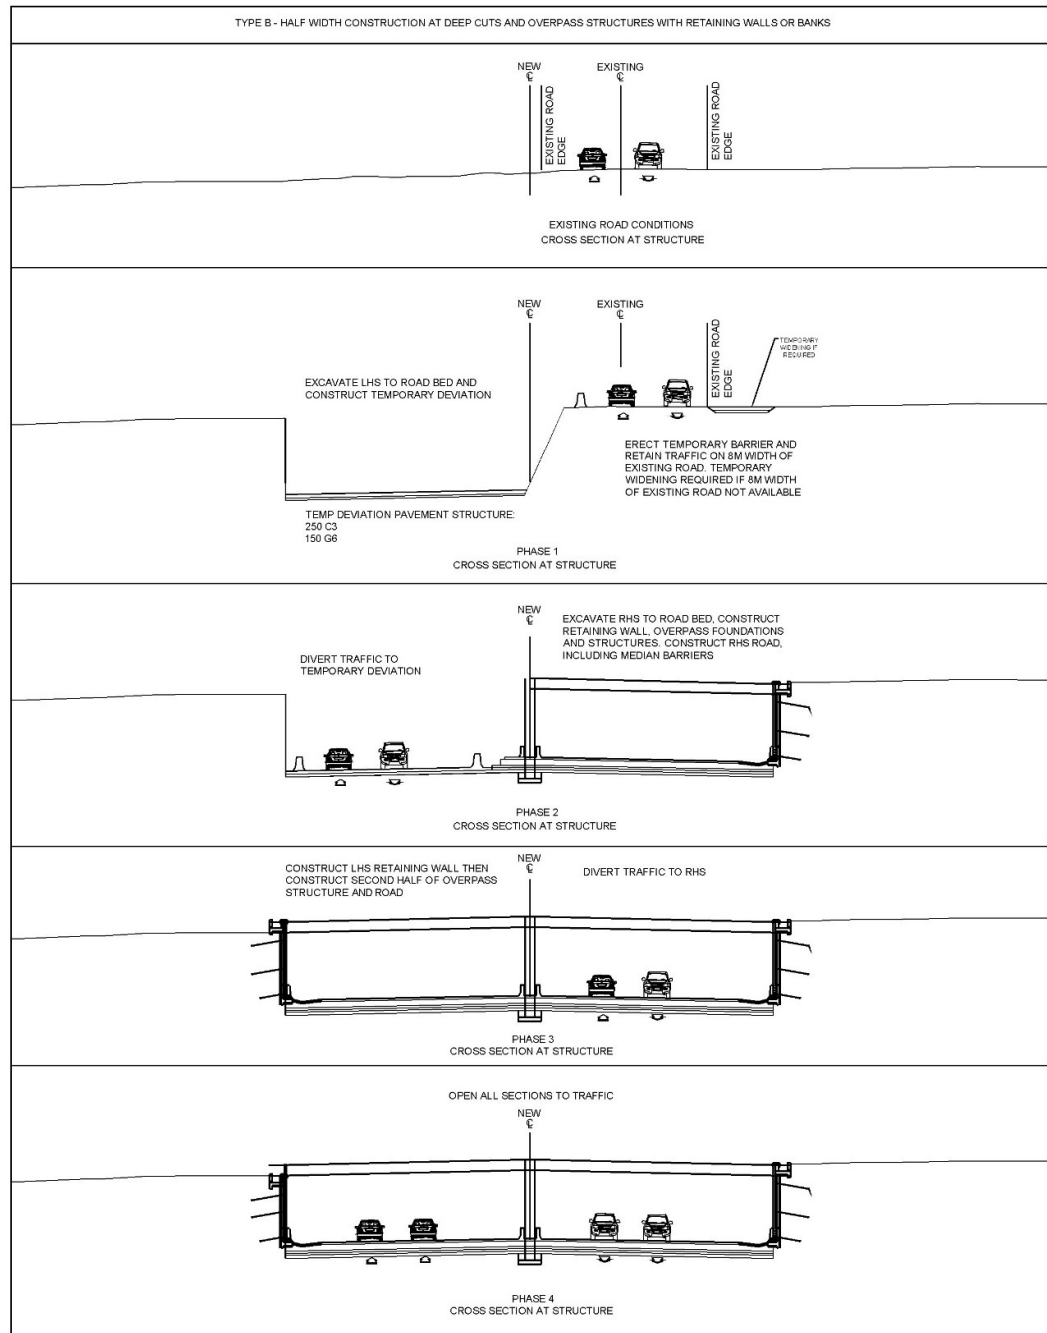 TYPE B - HALF WIDTH CONSTRUCTION AT DEEP CUTS AND OVERPASS STRUCTURES WITH RETAINING WALLS OR BANKS
NEW
℄
EXISTING
℄
EXISTING ROAD
EDGE
EXISTING ROAD
EDGE
EXISTING ROAD CONDITIONS
CROSS SECTION AT STRUCTURE
NEW
℄
EXISTING
℄
EXISTING ROAD
EDGE
TEMPORARY
WIDENING IF
REQUIRED
EXCAVATE LHS TO ROAD BED AND
CONSTRUCT TEMPORARY DEVIATION
ERECT TEMPORARY BARRIER AND
RETAIN TRAFFIC ON 8M WIDTH OF
EXISTING ROAD. TEMPORARY
WIDENING REQUIRED IF 8M WIDTH
OF EXISTING ROAD NOT AVAILABLE
TEMP DEVIATION PAVEMENT STRUCTURE:
250 C3
150 G6
PHASE 1
CROSS SECTION AT STRUCTURE
NEW
℄
EXCAVATE RHS TO ROAD BED, CONSTRUCT
RETAINING WALL, OVERPASS FOUNDATIONS
AND STRUCTURES. CONSTRUCT RHS ROAD,
INCLUDING MEDIAN BARRIERS
DIVERT TRAFFIC TO
TEMPORARY DEVIATION
PHASE 2
CROSS SECTION AT STRUCTURE
CONSTRUCT LHS RETAINING WALL THEN
CONSTRUCT SECOND HALF OF OVERPASS
STRUCTURE AND ROAD
NEW
℄
DIVERT TRAFFIC TO RHS
PHASE 3
CROSS SECTION AT STRUCTURE
OPEN ALL SECTIONS TO TRAFFIC
NEW
℄
PHASE 4
CROSS SECTION AT STRUCTURE